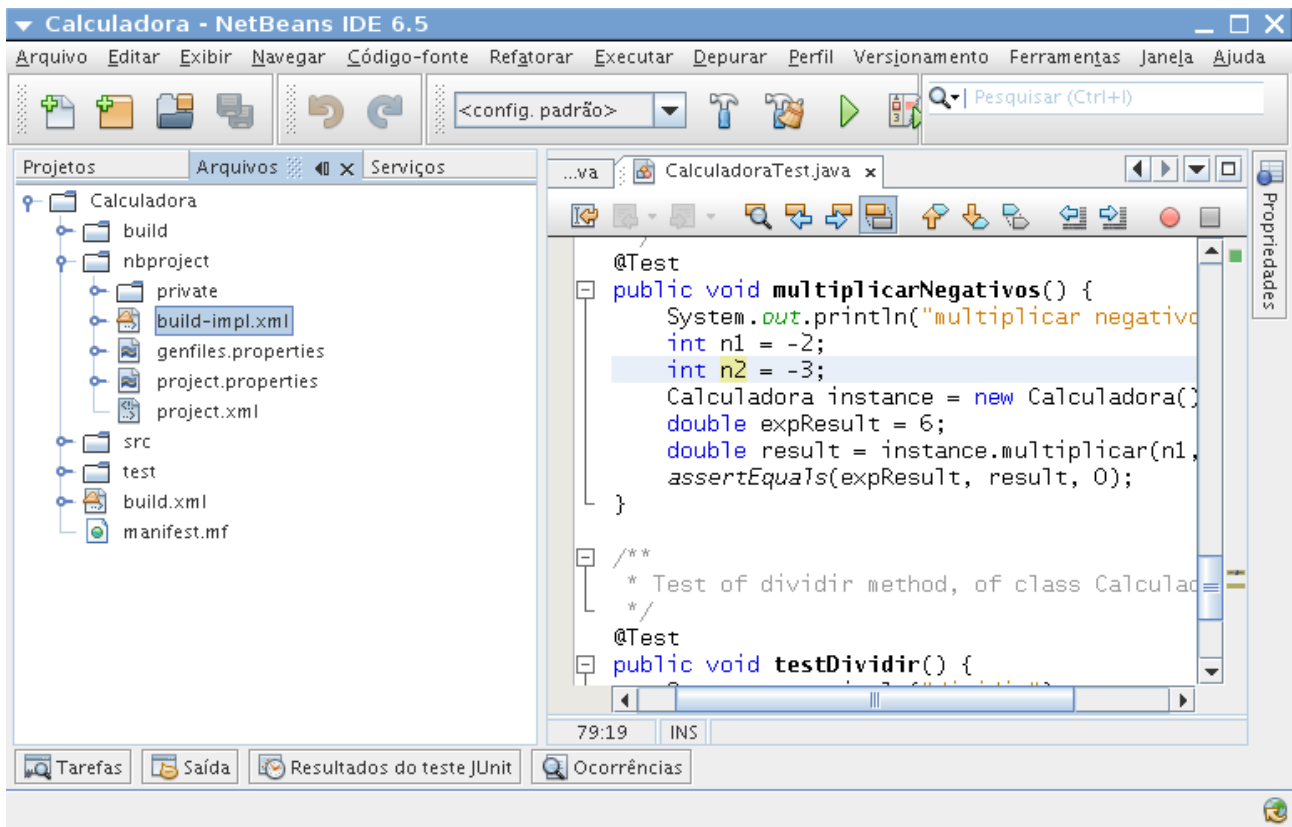 Calculadora - NetBeans IDE 6.5
Arquivo Editar Exibir Navegar Código-fonte Refatorar Executar Depurar Perfil Versionamento Ferramentas Janela Ajuda
<config. padrão>
Pesquisar (Ctrl+I)
Projetos Arquivos Serviços
Calculadora
build
nbproject
private
build-impl.xml
genfiles.properties
project.properties
project.xml
src
test
build.xml
manifest.mf
...va CalculadoraTest.java
@Test
public void multiplicarNegativos() {
System.out.println("multiplicar negativo
int n1 = -2;
int n2 = -3;
Calculadora instance = new Calculadora()
double expResult = 6;
double result = instance.multiplicar(n1,
assertEquals(expResult, result, 0);
}
/**
* Test of dividir method, of class Calculad
*/
@Test
public void testDividir() {
79:19 INS
Propriedades
Tarefas Saída Resultados do teste JUnit Ocorrências